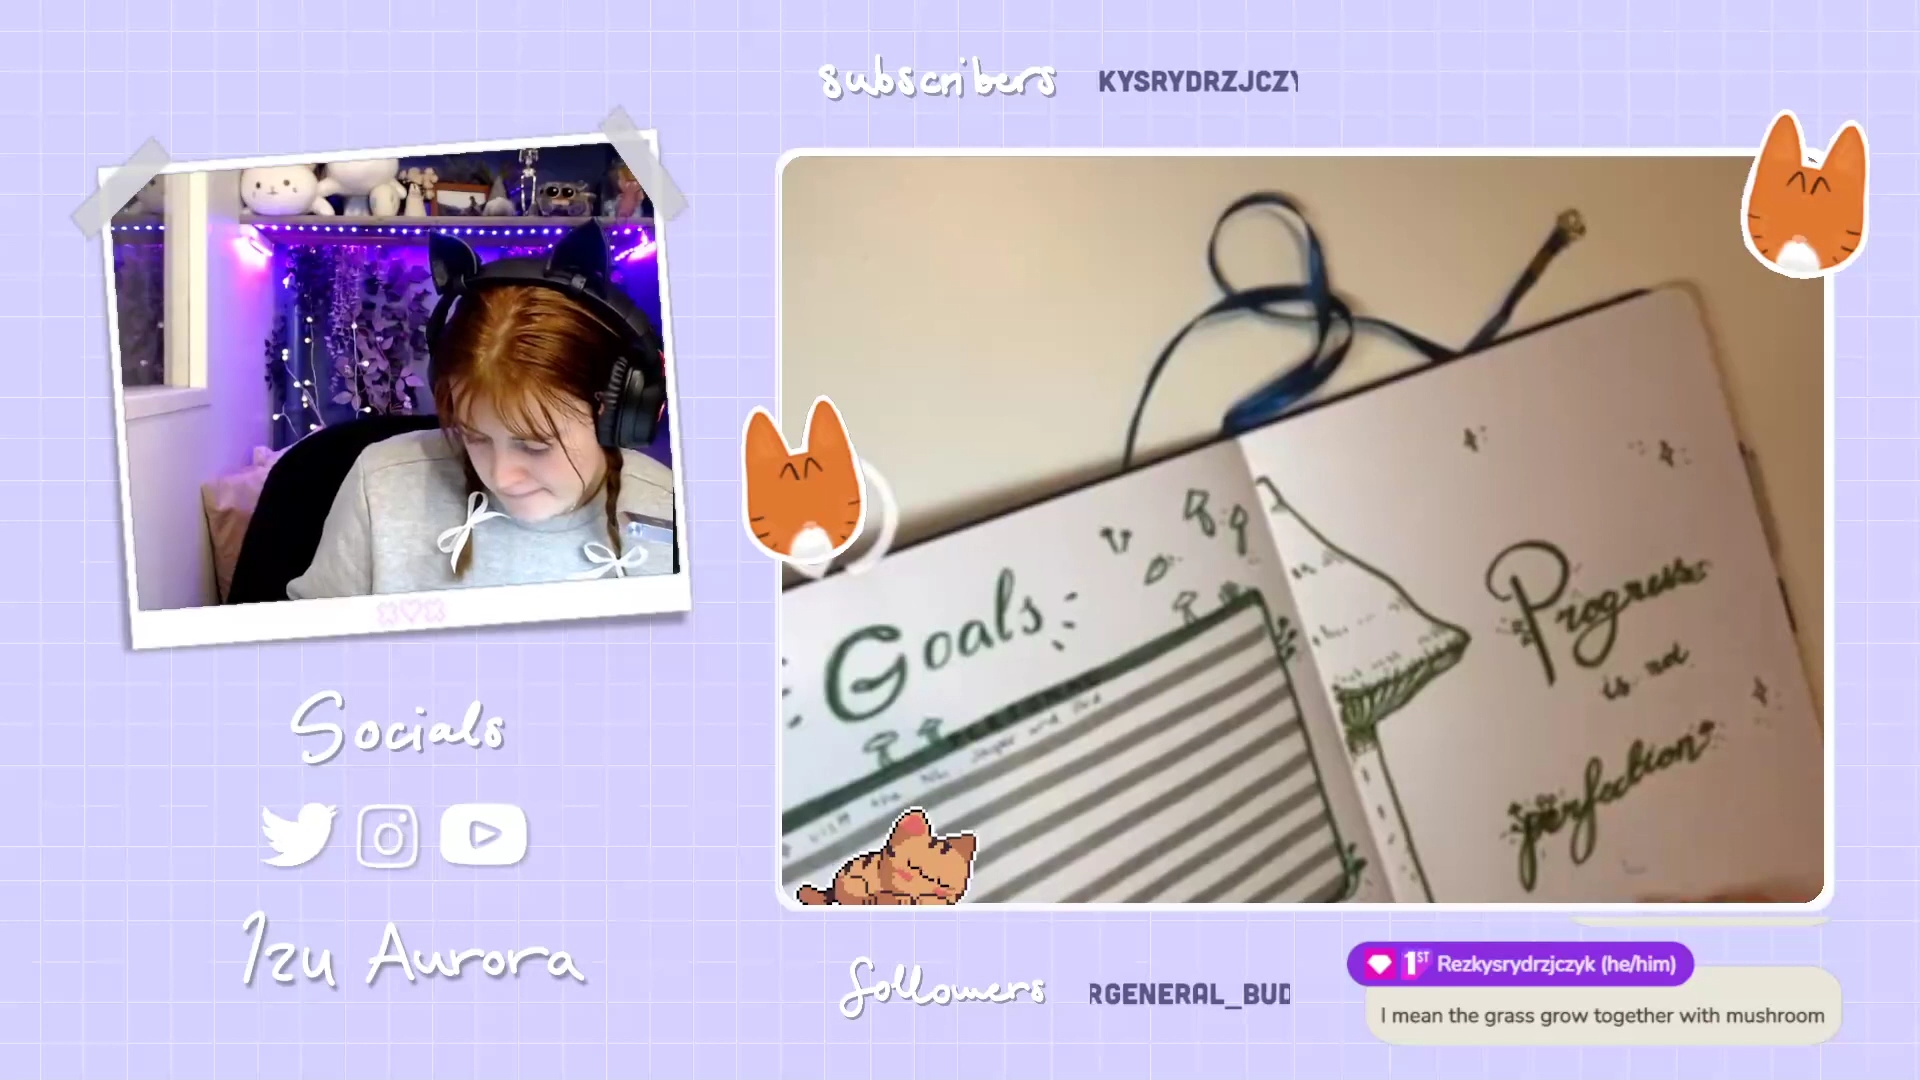 subscribers
KYSRYDRZJCZY
Goals
Progress
is not
perfection
Socials
Izu Aurora
followers
RGENERAL_BUD
1ST Rezkysrydrzjczyk (he/him)
I mean the grass grow together with mushroom